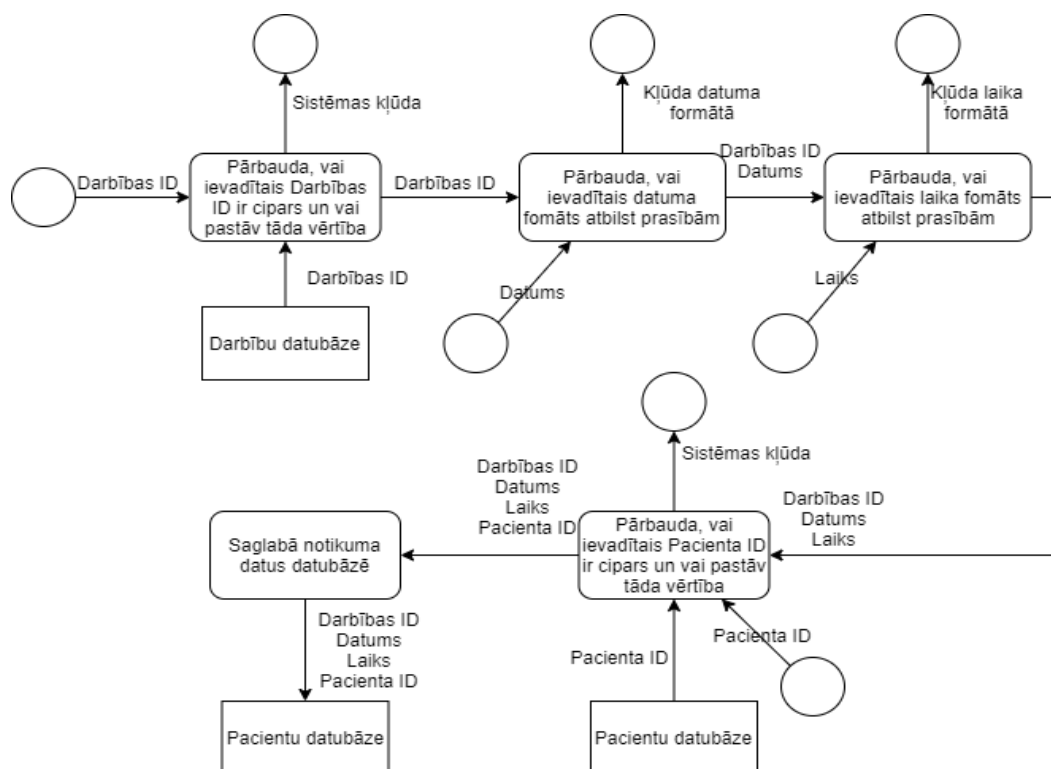 Sistēmas kļūda
Kļūda datuma
formātā
Kļūda laika
formātā
Darbības ID
Pārbauda, vai
ievadītais Darbības
ID ir cipars un vai
pastāv tāda vērtība
Darbības ID
Pārbauda, vai
ievadītais datuma
fomāts atbilst prasībām
Darbības ID
Datums
Pārbauda, vai
ievadītais laika fomāts
atbilst prasībām
Darbības ID
Datums
Laiks
Darbību datubāze
Sistēmas kļūda
Darbības ID
Datums
Laiks
Pacienta ID
Darbības ID
Datums
Laiks
Saglabā notikuma
datus datubāzē
Pārbauda, vai
ievadītais Pacienta ID
ir cipars un vai pastāv
tāda vērtība
Darbības ID
Datums
Laiks
Pacienta ID
Pacienta ID
Pacienta ID
Pacientu datubāze
Pacientu datubāze